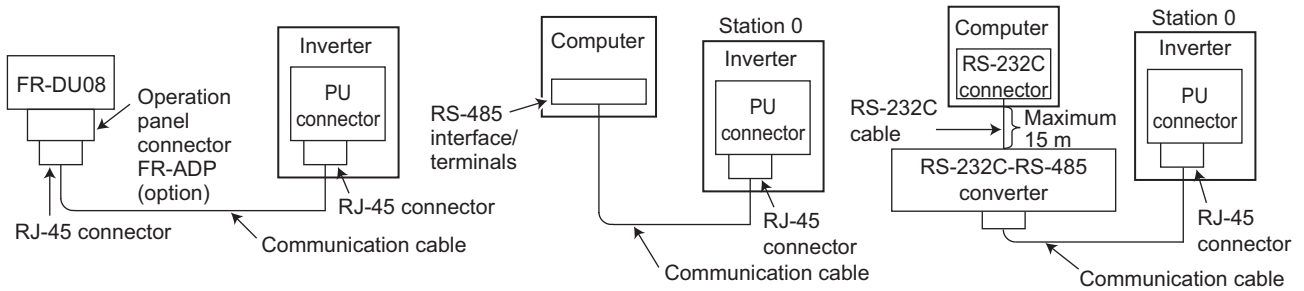 FR-DU08
Operation
panel
connector
FR-ADP
(option)
Inverter
PU
connector
RJ-45 connector
RJ-45 connector
Communication cable
Computer
RS-485
interface/
terminals
Station 0
Inverter
PU
connector
RJ-45
connector
Communication cable
Computer
RS-232C
connector
RS-232C
cable
Maximum
15 m
RS-232C-RS-485
converter
Station 0
Inverter
PU
connector
RJ-45
connector
Communication cable